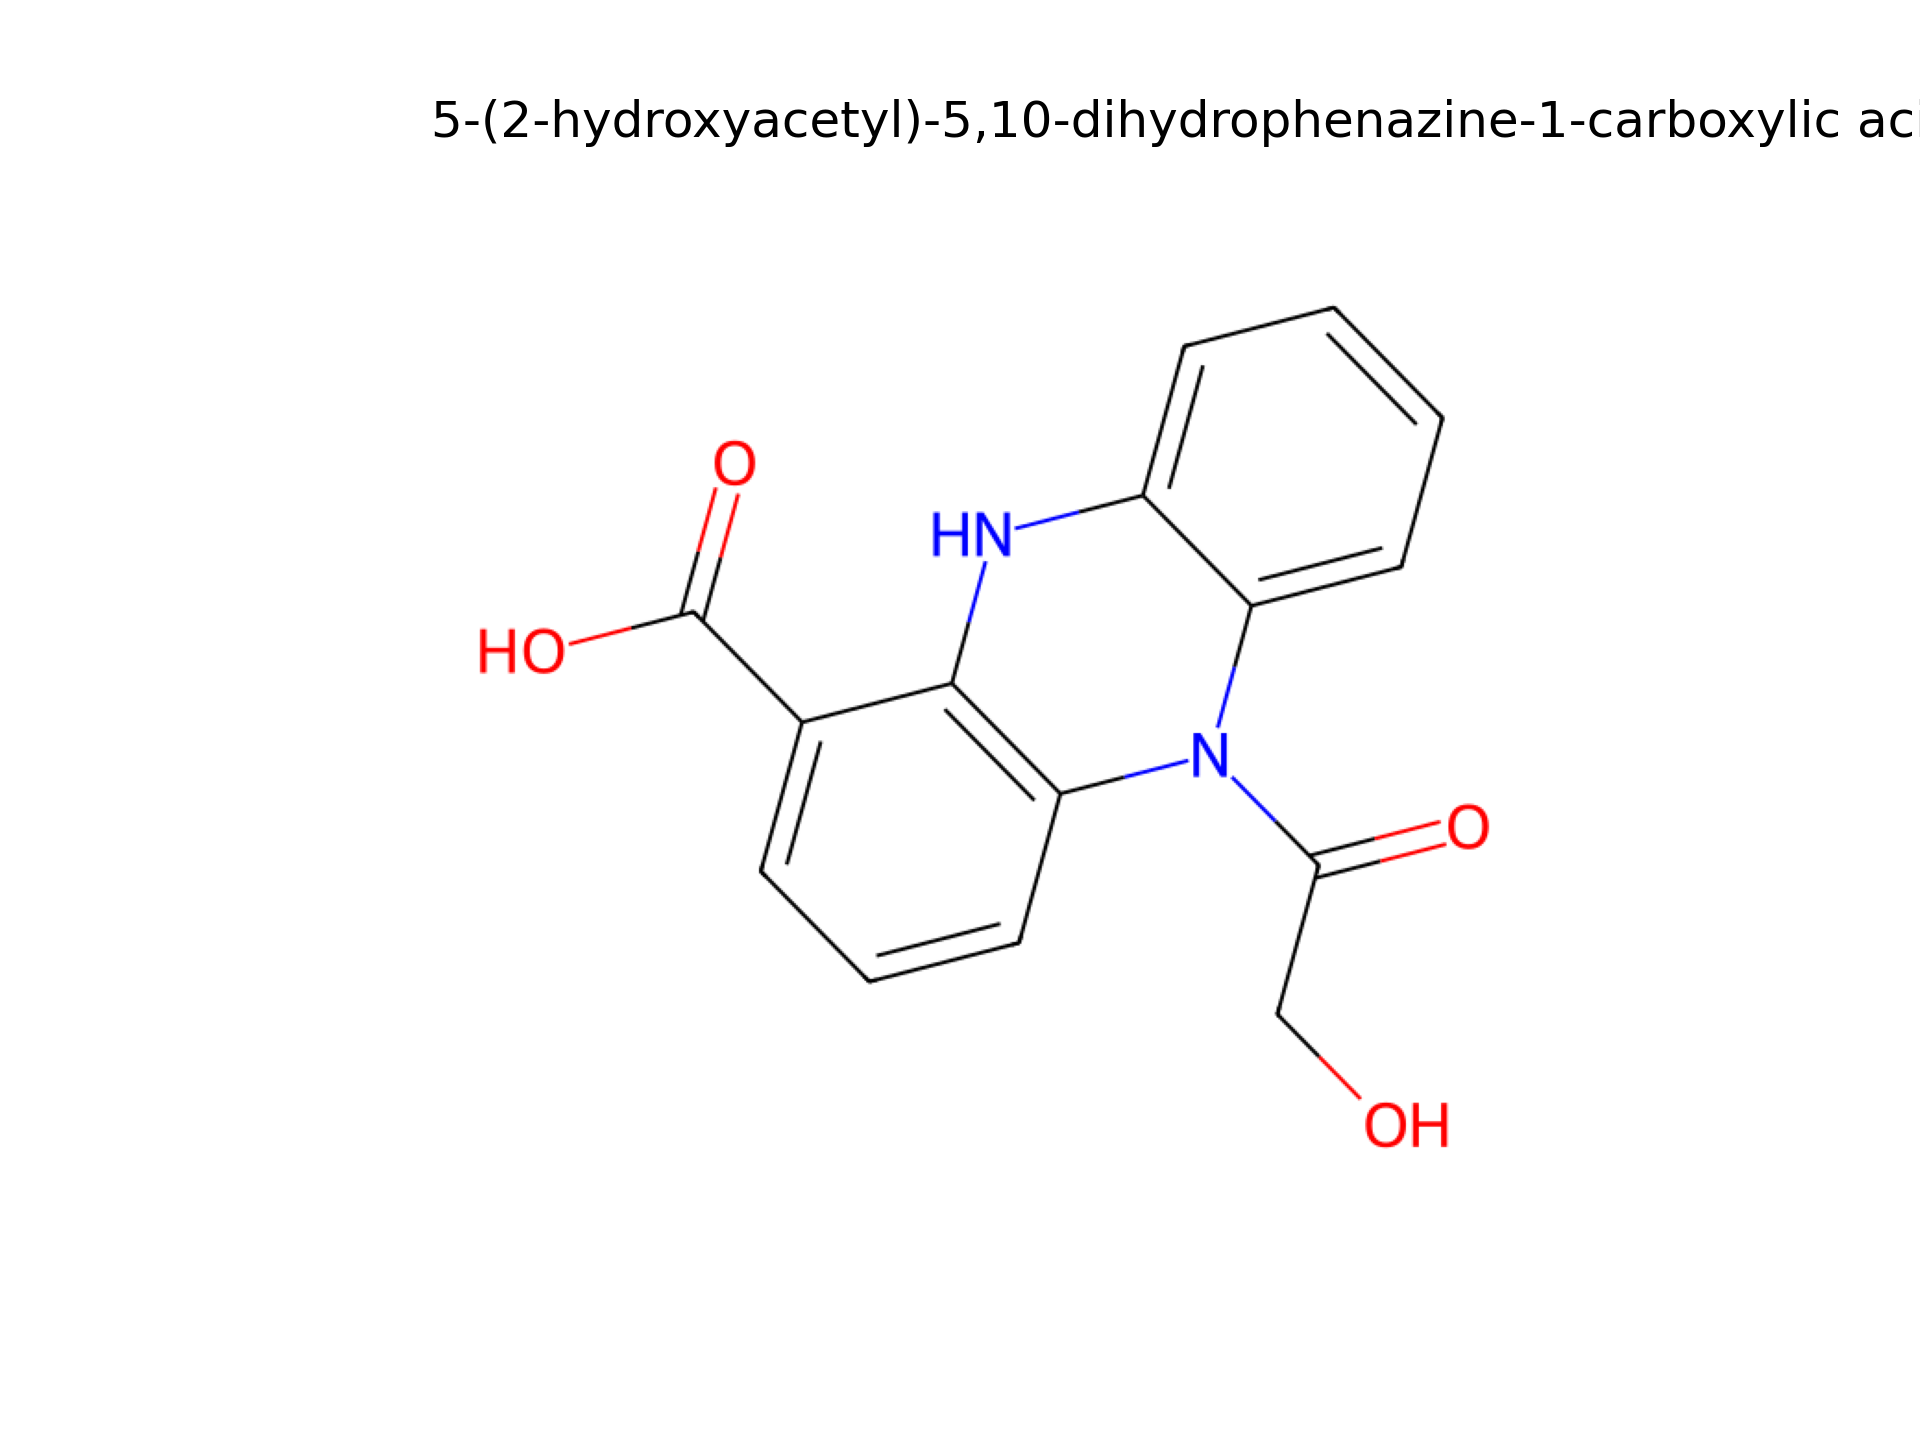 5-(2-hydroxyacetyl)-5,10-dihydrophenazine-1-carboxylic aci
O
HN
HO
N
O
OH